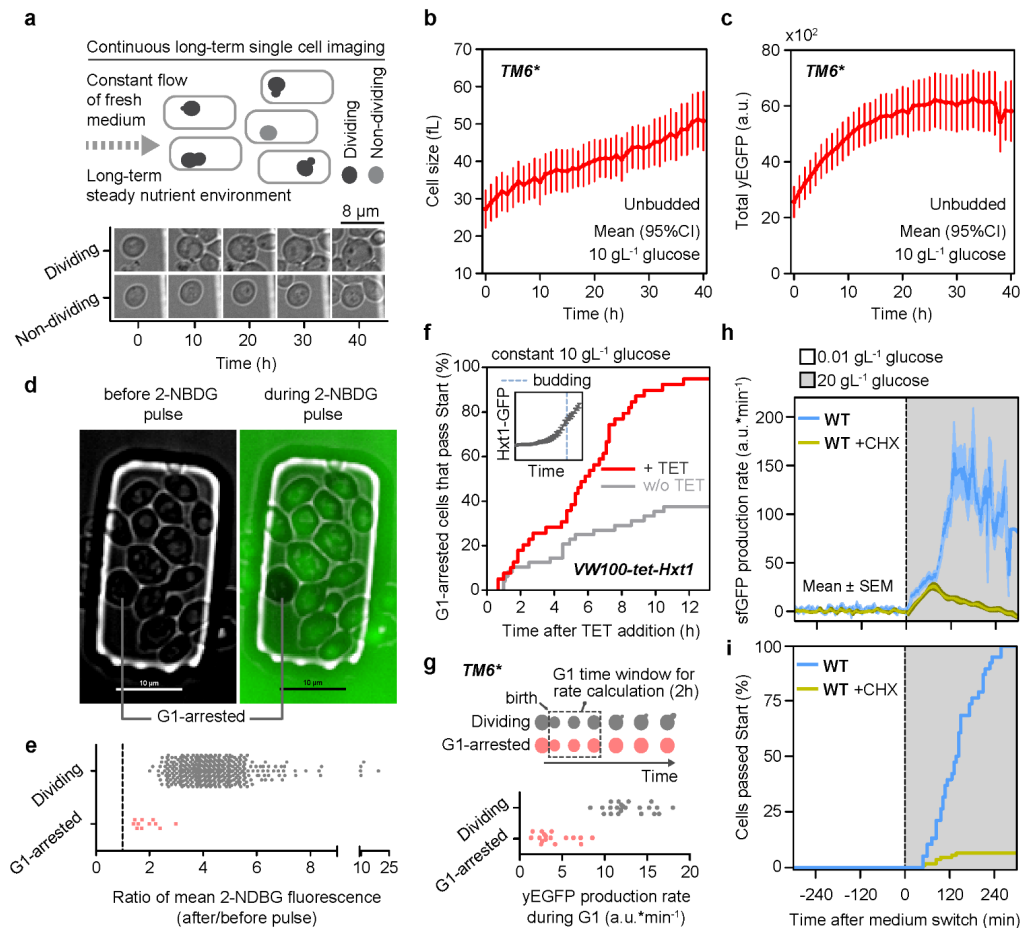 a
Continuous long-term single cell imaging
Constant flow
of fresh
medium
Long-term
steady nutrient environment
Dividing
Non-dividing
8 µm
Dividing
Non-dividing
0 10 20 30 40
Time (h)
b
TM6*
Cell size (fL)
70
60
50
40
30
20
10
Unbudded
Mean (95%CI)
10 gL-1 glucose
0 10 20 30 40
Time (h)
c
x10²
TM6*
Total yEGFP (a.u.)
80
60
40
20
0
Unbudded
Mean (95%CI)
10 gL-1 glucose
0 10 20 30 40
Time (h)
d
before 2-NBDG
pulse
during 2-NBDG
pulse
10 µm
10 µm
G1-arrested
e
Dividing
G1-arrested
0 2 4 6 8 10 25
Ratio of mean 2-NDBG fluorescence
(after/before pulse)
f
constant 10 gL-1 glucose
G1-arrested cells that pass Start (%)
100
80
60
40
20
0
budding
Hxt1-GFP
Time
+ TET
w/o TET
VW100-tet-Hxt1
0 2 4 6 8 10 12
Time after TET addition (h)
g
TM6*
G1 time window for
rate calculation (2h)
birth
Dividing
G1-arrested
Time
Dividing
G1-arrested
0 5 10 15 20
yEGFP production rate
during G1 (a.u.*min-1)
h
0.01 gL-1 glucose
20 gL-1 glucose
sfGFP production rate (a.u.*min-1)
200
150
100
50
0
WT
WT +CHX
Mean ± SEM
i
Cells passed Start (%)
100
75
50
25
0
WT
WT +CHX
-240 -120 0 120 240
Time after medium switch (min)